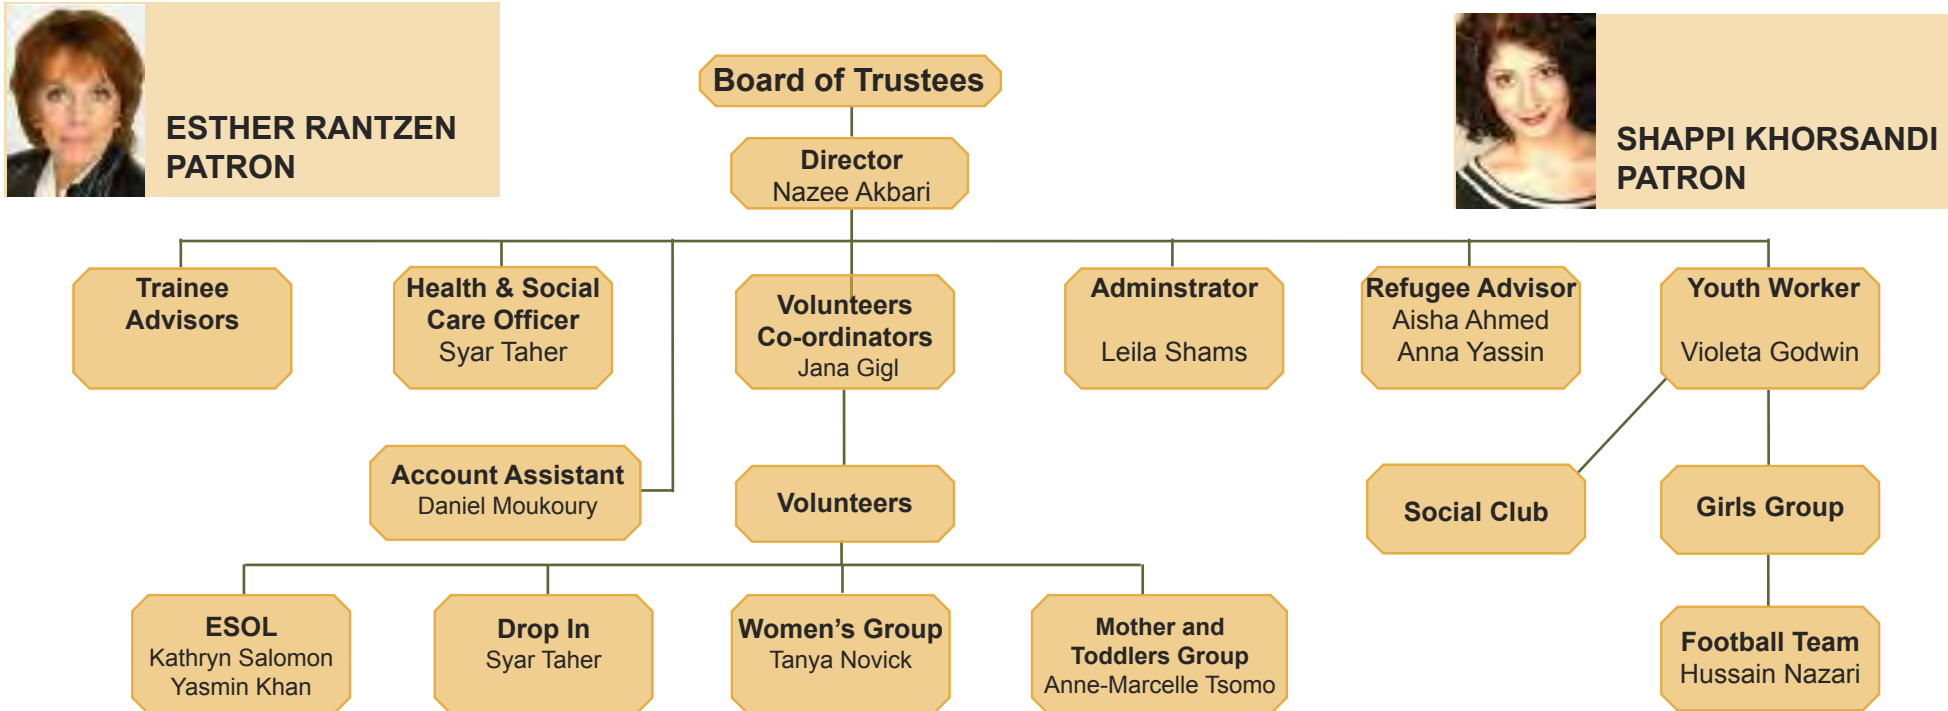 ESTHER RANTZEN
PATRON
Board of Trustees
Director
Nazee Akbari
SHAPPI KHORSANDI
PATRON
Trainee
Advisors
Health & Social
Care Officer
Syar Taher
Volunteers
Co-ordinators
Jana Gigl
Adminstrator
Leila Shams
Refugee Advisor
Aisha Ahmed
Anna Yassin
Youth Worker
Violeta Godwin
Account Assistant
Daniel Moukoury
Volunteers
Social Club
Girls Group
ESOL
Kathryn Salomon
Yasmin Khan
Drop In
Syar Taher
Women’s Group
Tanya Novick
Mother and
Toddlers Group
Anne-Marcelle Tsomo
Football Team
Hussain Nazari